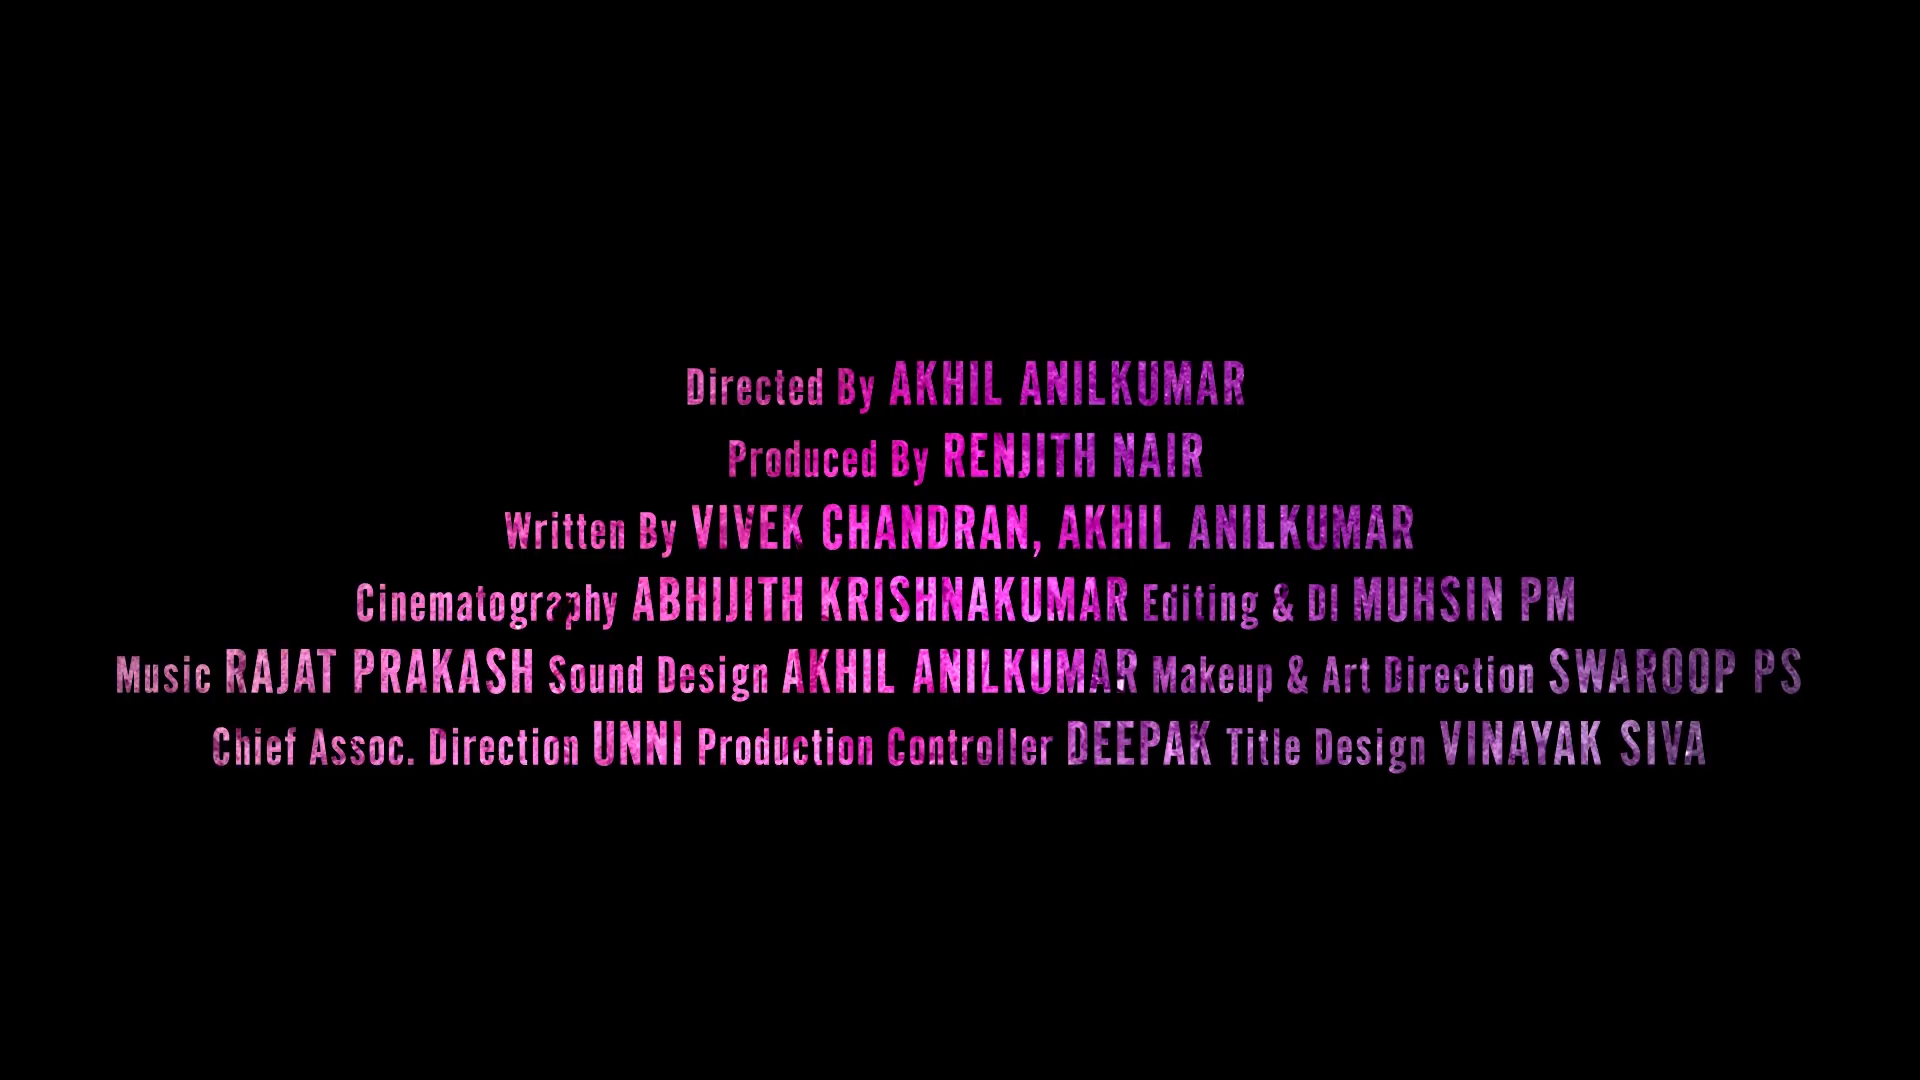 Directed By AKHIL ANILKUMAR
Produced By RENJITH NAIR
Written By VIVEK CHANDRAN, AKHIL ANILKUMAR
Cinematography ABHIJITH KRISHNAKUMAR Editing & DI MUHSIN PM
Music RAJAT PRAKASH Sound Design AKHIL ANILKUMAR Makeup & Art Direction SWAROOP PS
Chief Assoc. Direction UNNI Production Controller DEEPAK Title Design VINAYAK SIVA